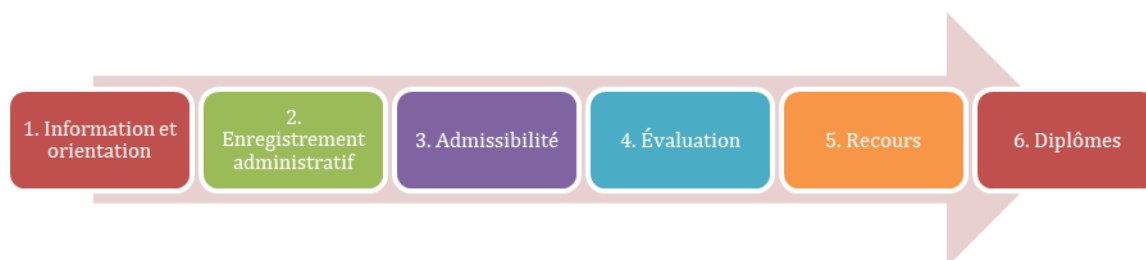 1. Information et
orientation
2.
Enregistrement
administratif
3. Admissibilité
4. Évaluation
5. Recours
6. Diplômes